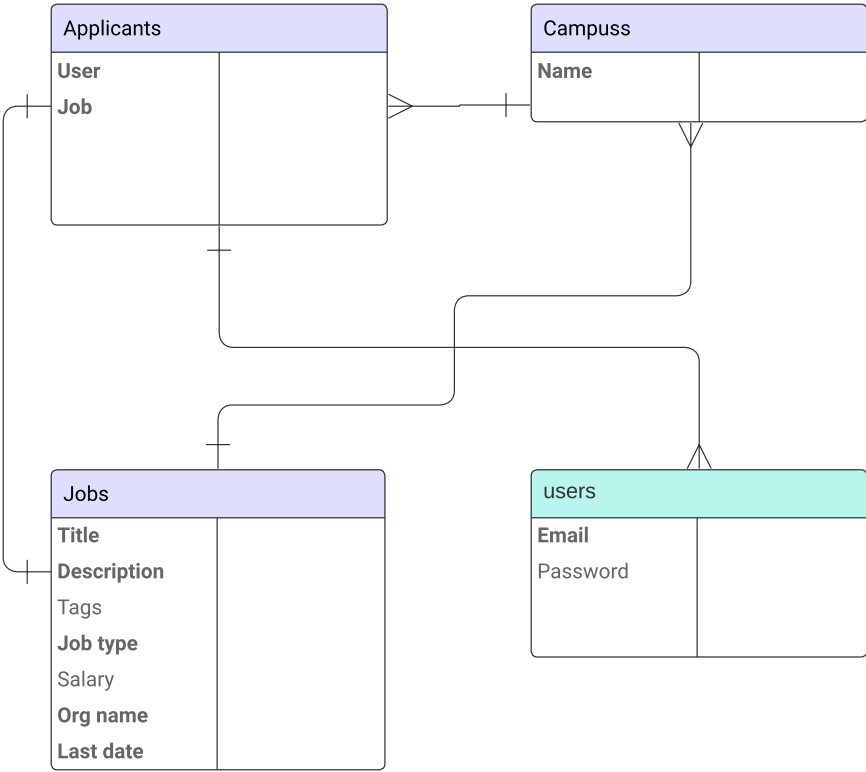 Applicants
User
Job
Campuss
Name
Jobs
Title
Description
Tags
Job type
Salary
Org name
Last date
users
Email
Password